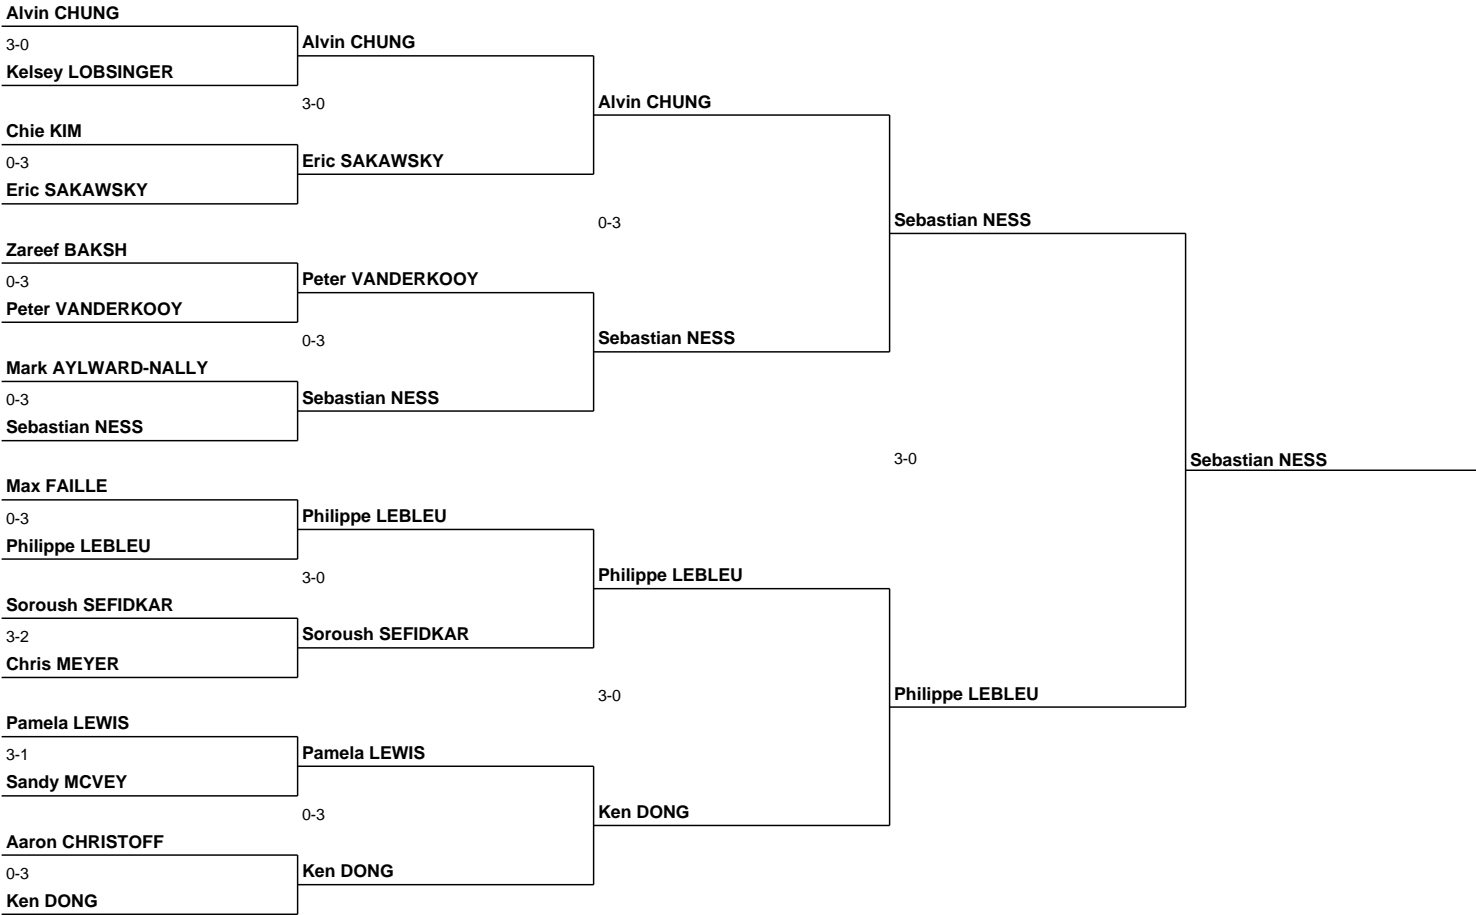 Alvin CHUNG
3-0
Kelsey LOBSINGER
Chie KIM
0-3
Eric SAKAWSKY
Zareef BAKSH
0-3
Peter VANDERKOOY
Mark AYLWARD-NALLY
0-3
Sebastian NESS
Max FAILLE
0-3
Philippe LEBLEU
Soroush SEFIDKAR
3-2
Chris MEYER
Pamela LEWIS
3-1
Sandy MCVEY
Aaron CHRISTOFF
0-3
Ken DONG
Alvin CHUNG
3-0
Eric SAKAWSKY
Peter VANDERKOOY
0-3
Sebastian NESS
Philippe LEBLEU
3-0
Soroush SEFIDKAR
Pamela LEWIS
0-3
Ken DONG
Alvin CHUNG
0-3
Sebastian NESS
Philippe LEBLEU
3-0
Ken DONG
Sebastian NESS
3-0
Philippe LEBLEU
Sebastian NESS